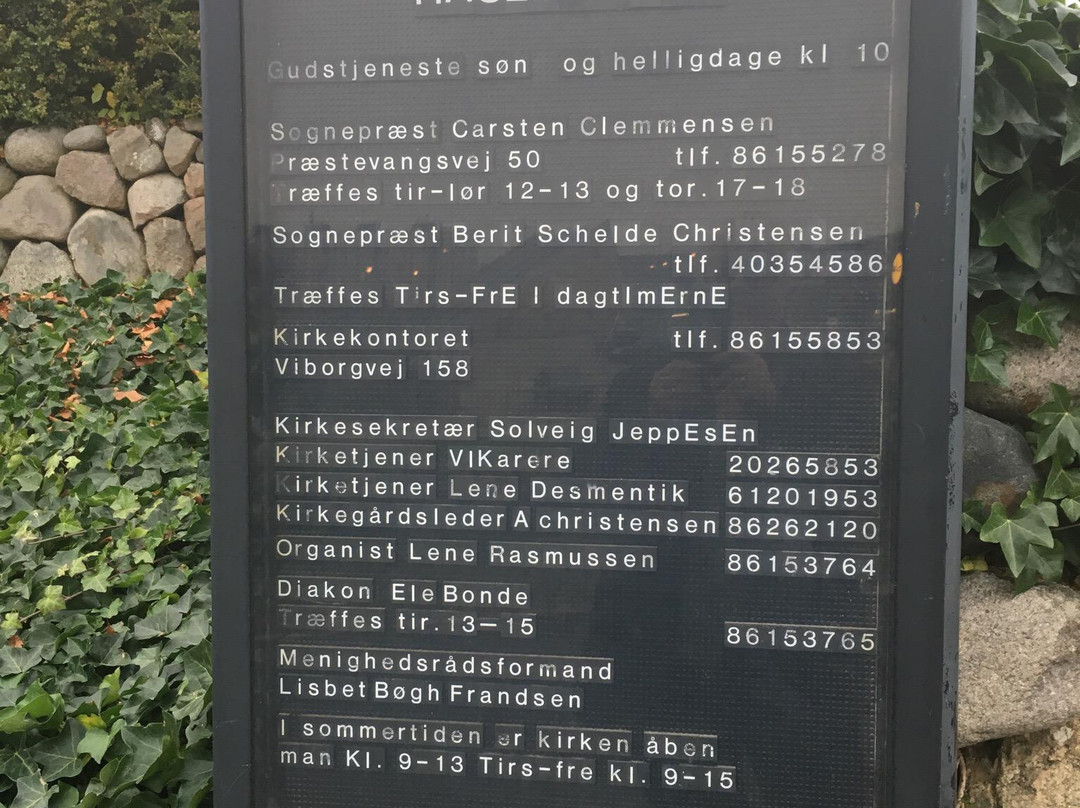 Gudstjeneste søn og helligdage kl 10
Sognepræst Carsten Clemmensen
Præstevangsvej 50 tlf. 86155278
Træffes tir-lør 12-13 og tor.17-18
Sognepræst Berit Schelde Christensen
tlf. 40354586
Træffes Tirs-FrE I dagtImErnE
Kirkekontoret tlf. 86155853
Viborgvej 158
Kirkesekretær Solveig JeppEsEn
Kirketjener VIKarere 20265853
Kirketjener Lene Desmentik 61201953
Kirkegårdsleder A christensen 86262120
Organist Lene Rasmussen 86153764
Diakon Ele Bonde
Træffes tir.13-15 86153765
Menighedsrådsformand
Lisbet Bøgh Frandsen
I sommertiden er kirken åben
man Kl. 9-13 Tirs-fre kl. 9-15